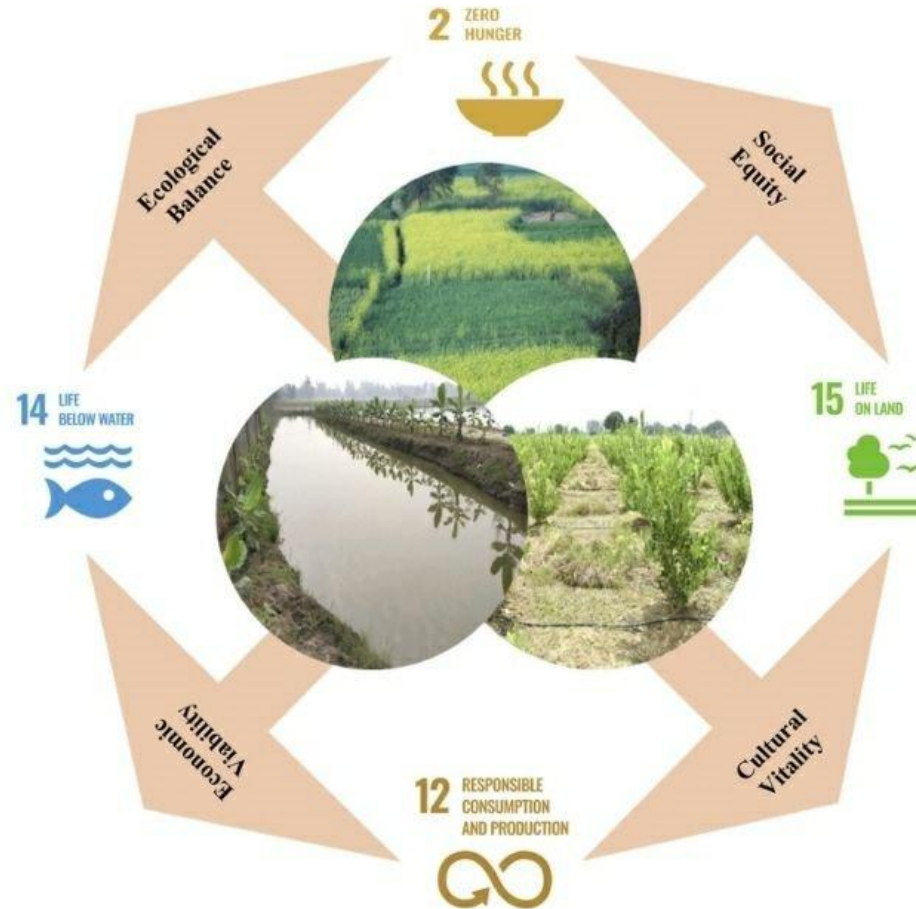 2 ZERO
HUNGER
Ecological
Balance
Social
Equity
14 LIFE
BELOW WATER
15 LIFE
ON LAND
Economic
Viability
Cultural
Vitality
12 RESPONSIBLE
CONSUMPTION
AND PRODUCTION